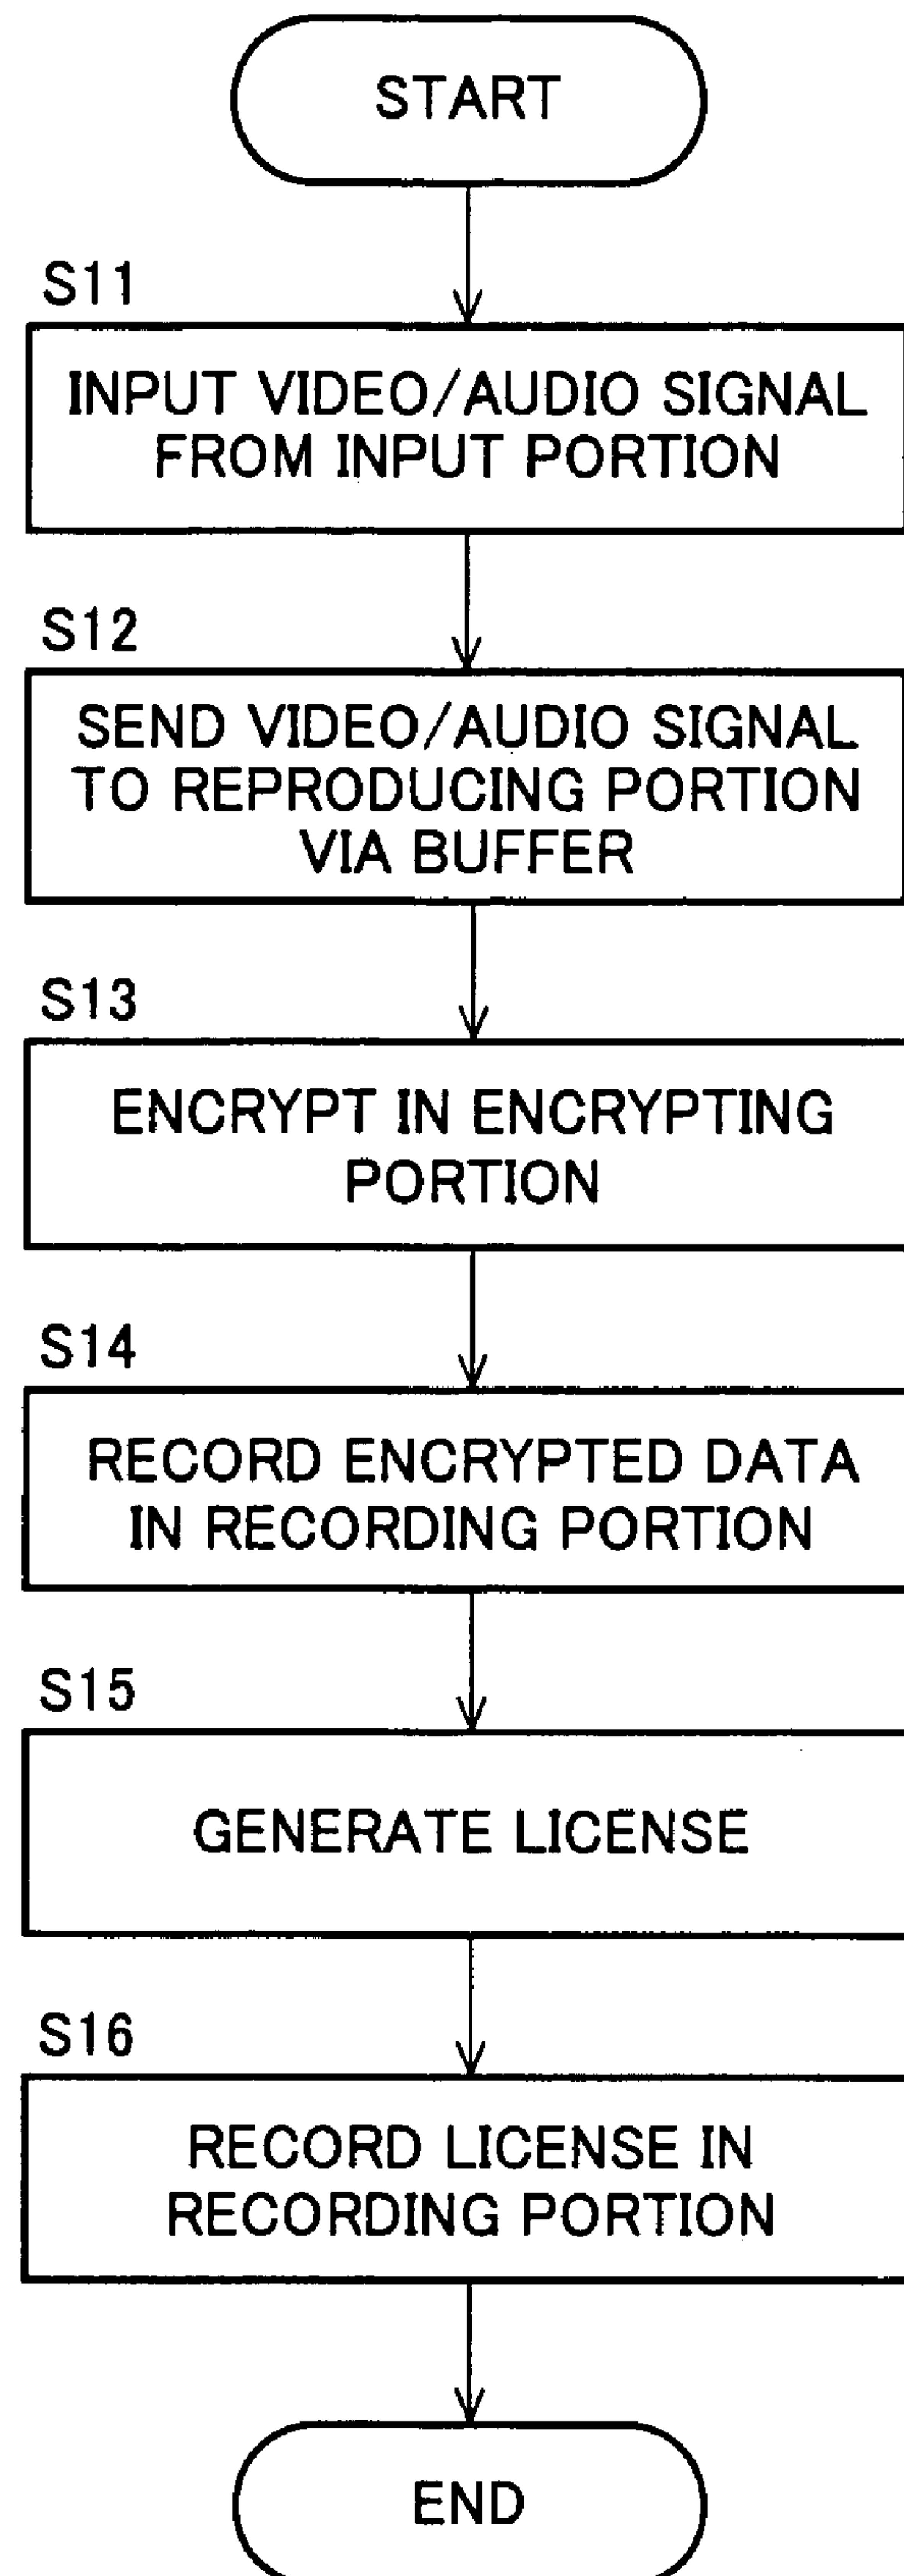 START
S11
INPUT VIDEO/AUDIO SIGNAL
FROM INPUT PORTION
S12
SEND VIDEO/AUDIO SIGNAL
TO REPRODUCING PORTION
VIA BUFFER
S13
ENCRYPT IN ENCRYPTING
PORTION
S14
RECORD ENCRYPTED DATA
IN RECORDING PORTION
S15
GENERATE LICENSE
S16
RECORD LICENSE IN
RECORDING PORTION
END